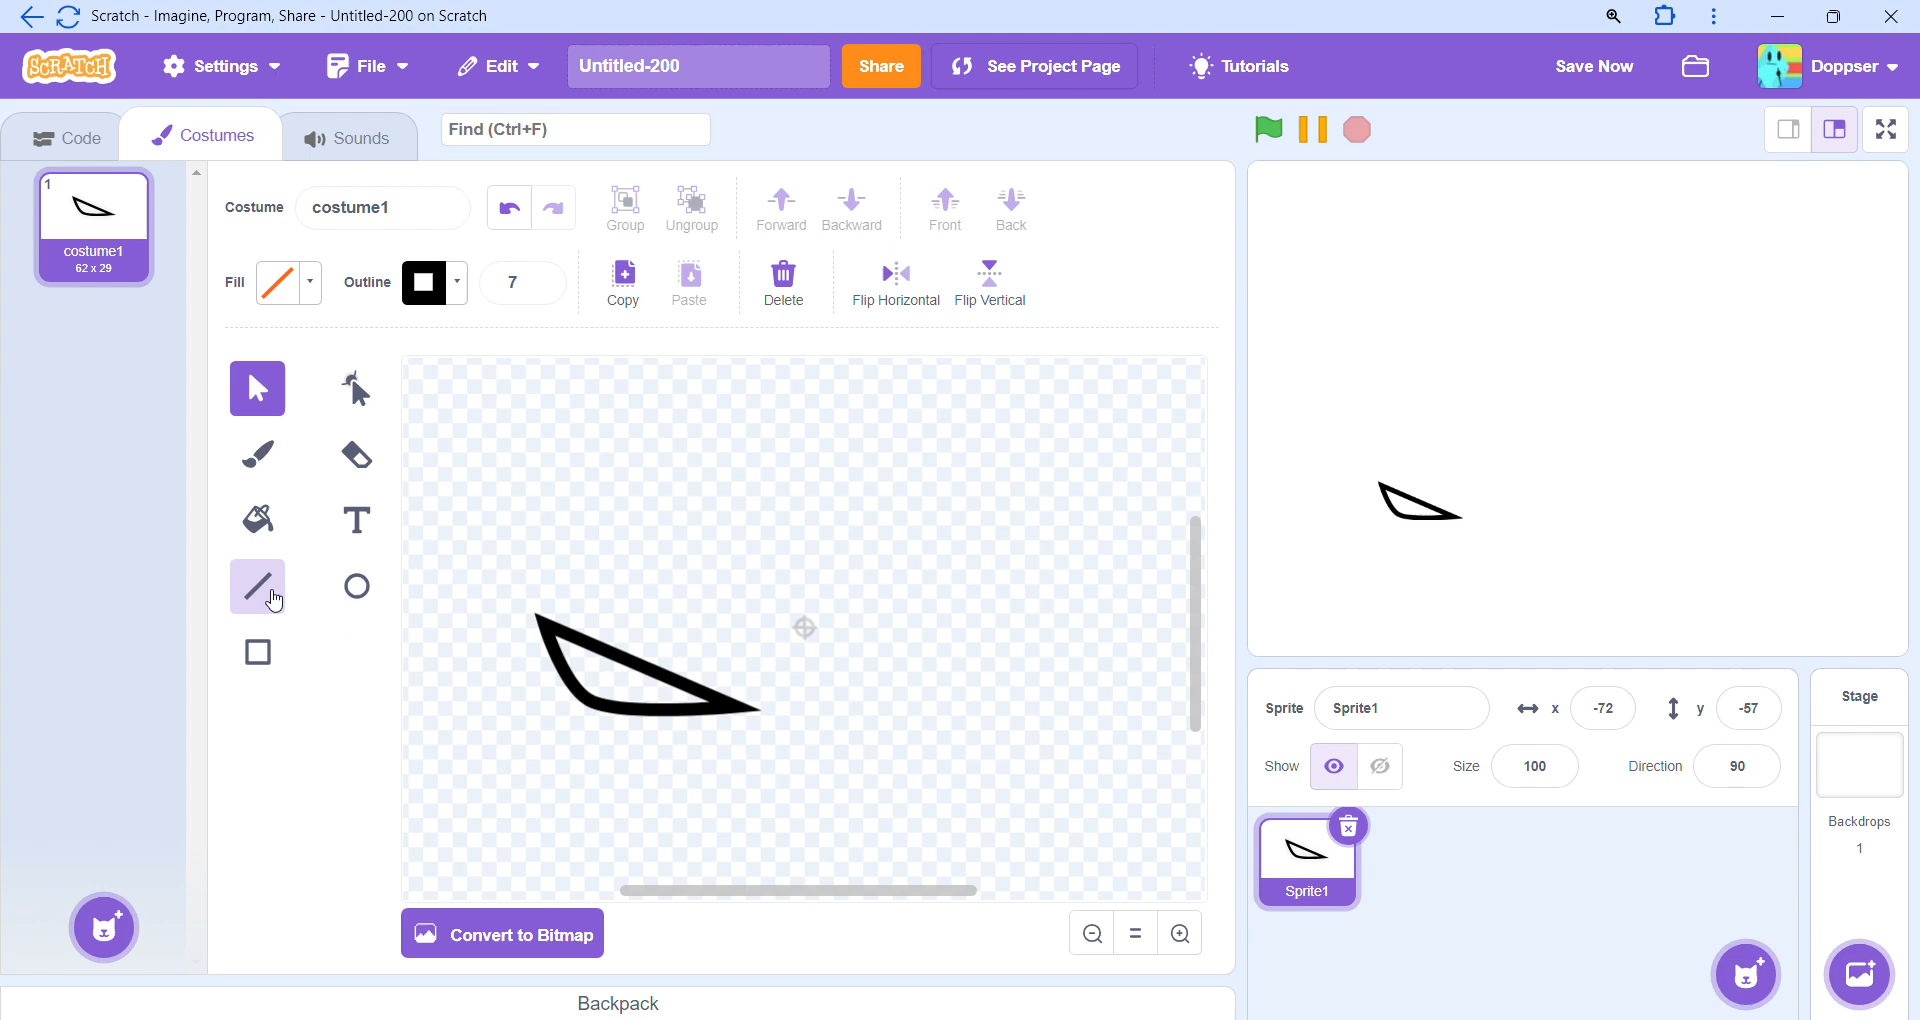 Scratch - Imagine, Program, Share - Untitled-200 on Scratch
SCRATCH Settings File Edit Untitled-200 Share See Project Page Tutorials Save Now Doppser
Code Costumes Sounds Find (Ctrl+F)
1
costume1
62 x 29
Costume costume1 Group Ungroup Forward Backward Front Back
Fill Outline 7 Copy Paste Delete Flip Horizontal Flip Vertical
T
Convert to Bitmap
Backpack
Sprite Sprite1 x -72 y -57
Show Size 100 Direction 90
Sprite1
Stage
Backdrops
1